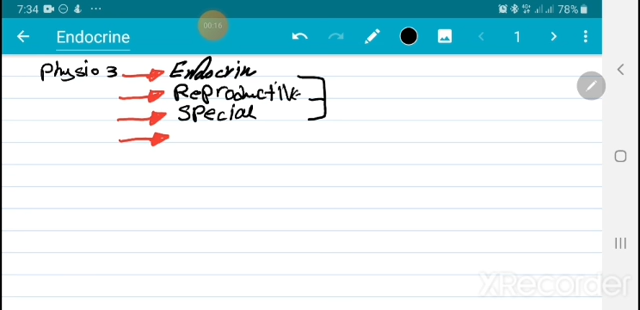 7:34 78%
00:16
Endocrine 1
Physio 3 Endocrin
Reproductive
Special
XRecorder